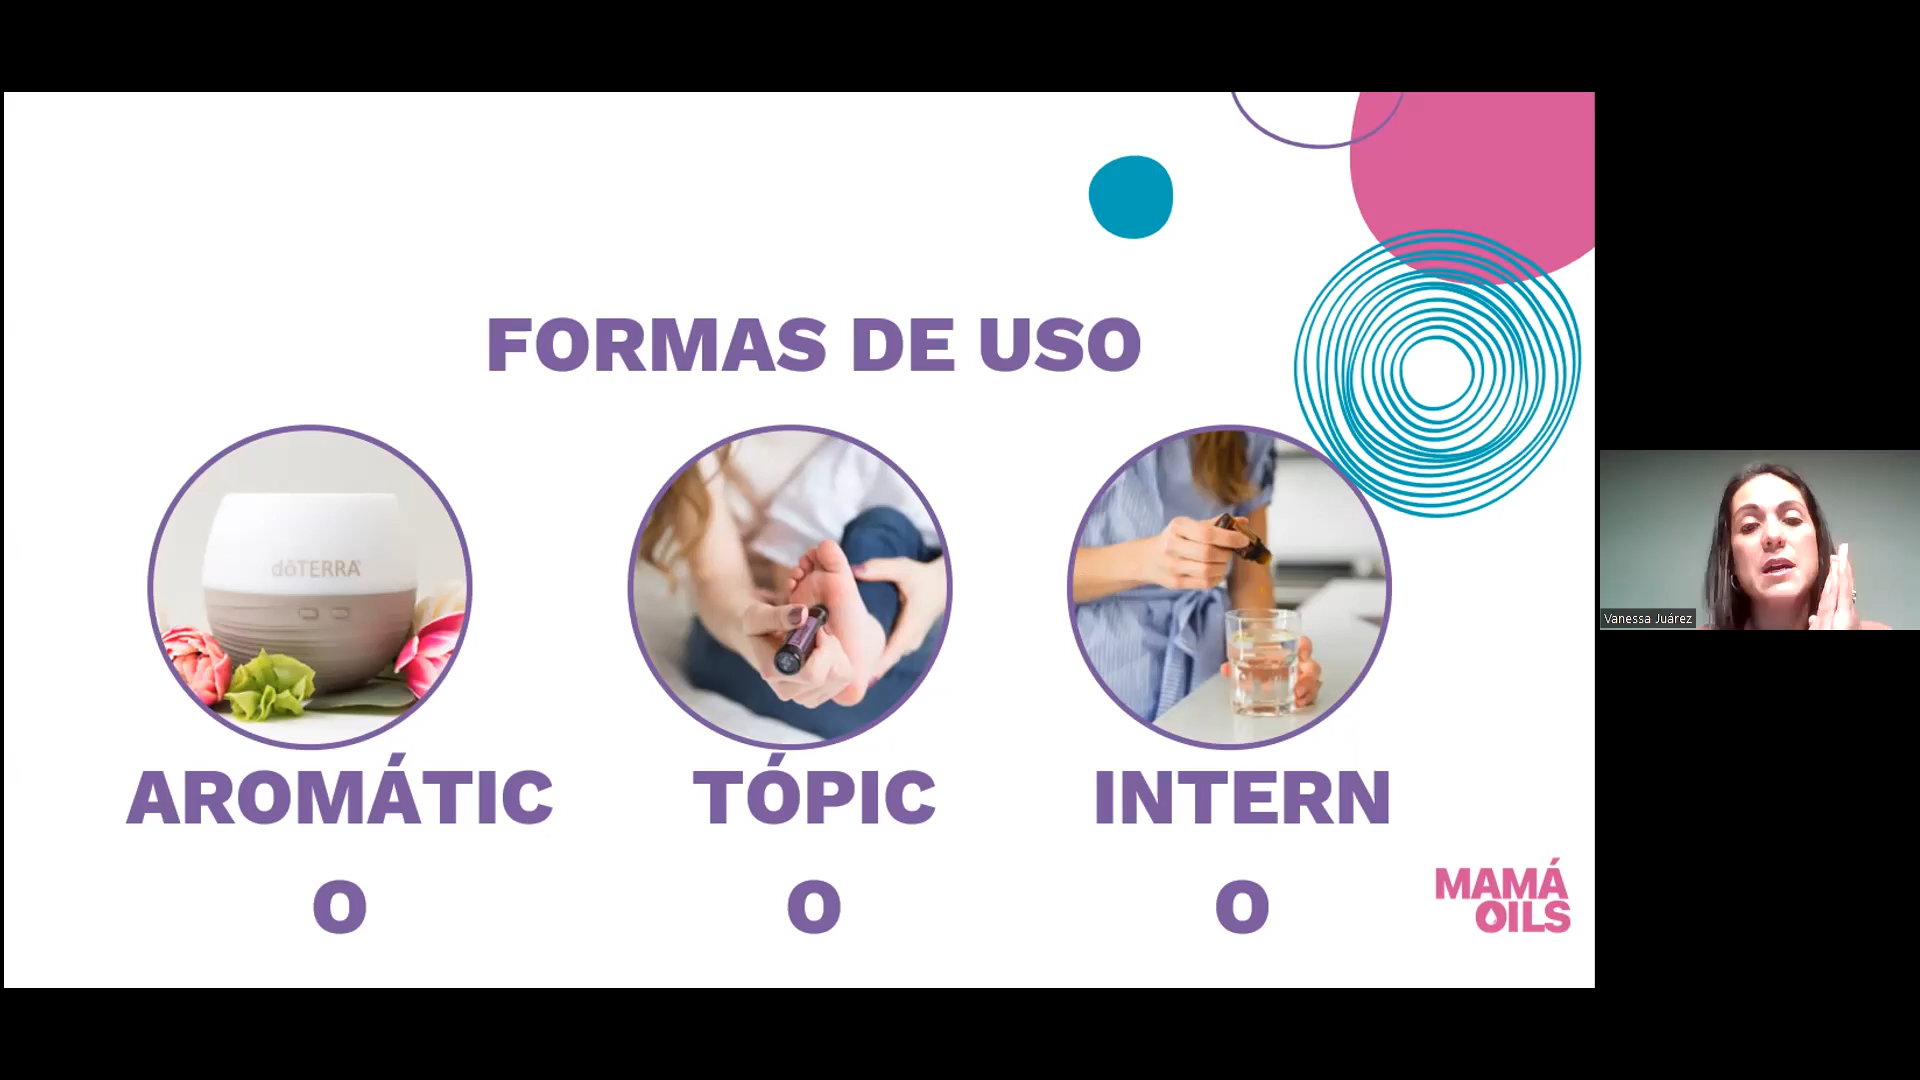 FORMAS DE USO
dōTERRA
AROMÁTIC
O
TÓPIC
O
INTERN
O
MAMÁ
OILS
Vanessa Juárez